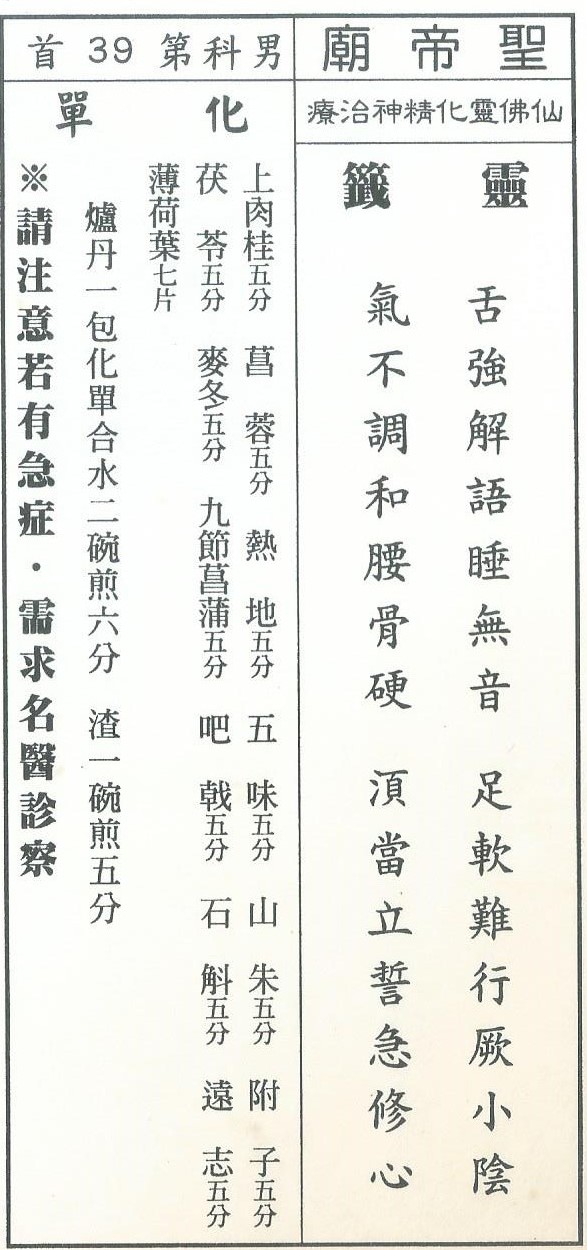 聖帝廟
仙佛靈化精神治療
靈籤
舌強解語睡無音 足軟難行厥小陰
氣不調和腰骨硬 湏當立誓急修心
男科第39首
化單
上肉桂五分 菖蓉五分 熱地五分 五味五分 山朱五分 附子五分
茯苓五分 麥冬五分 九節菖蒲五分 吧戟五分 石斛五分 遠志五分
薄荷葉七片
爐丹一包化單合水二碗煎六分 渣一碗煎五分
※請注意若有急症・需求名醫診察